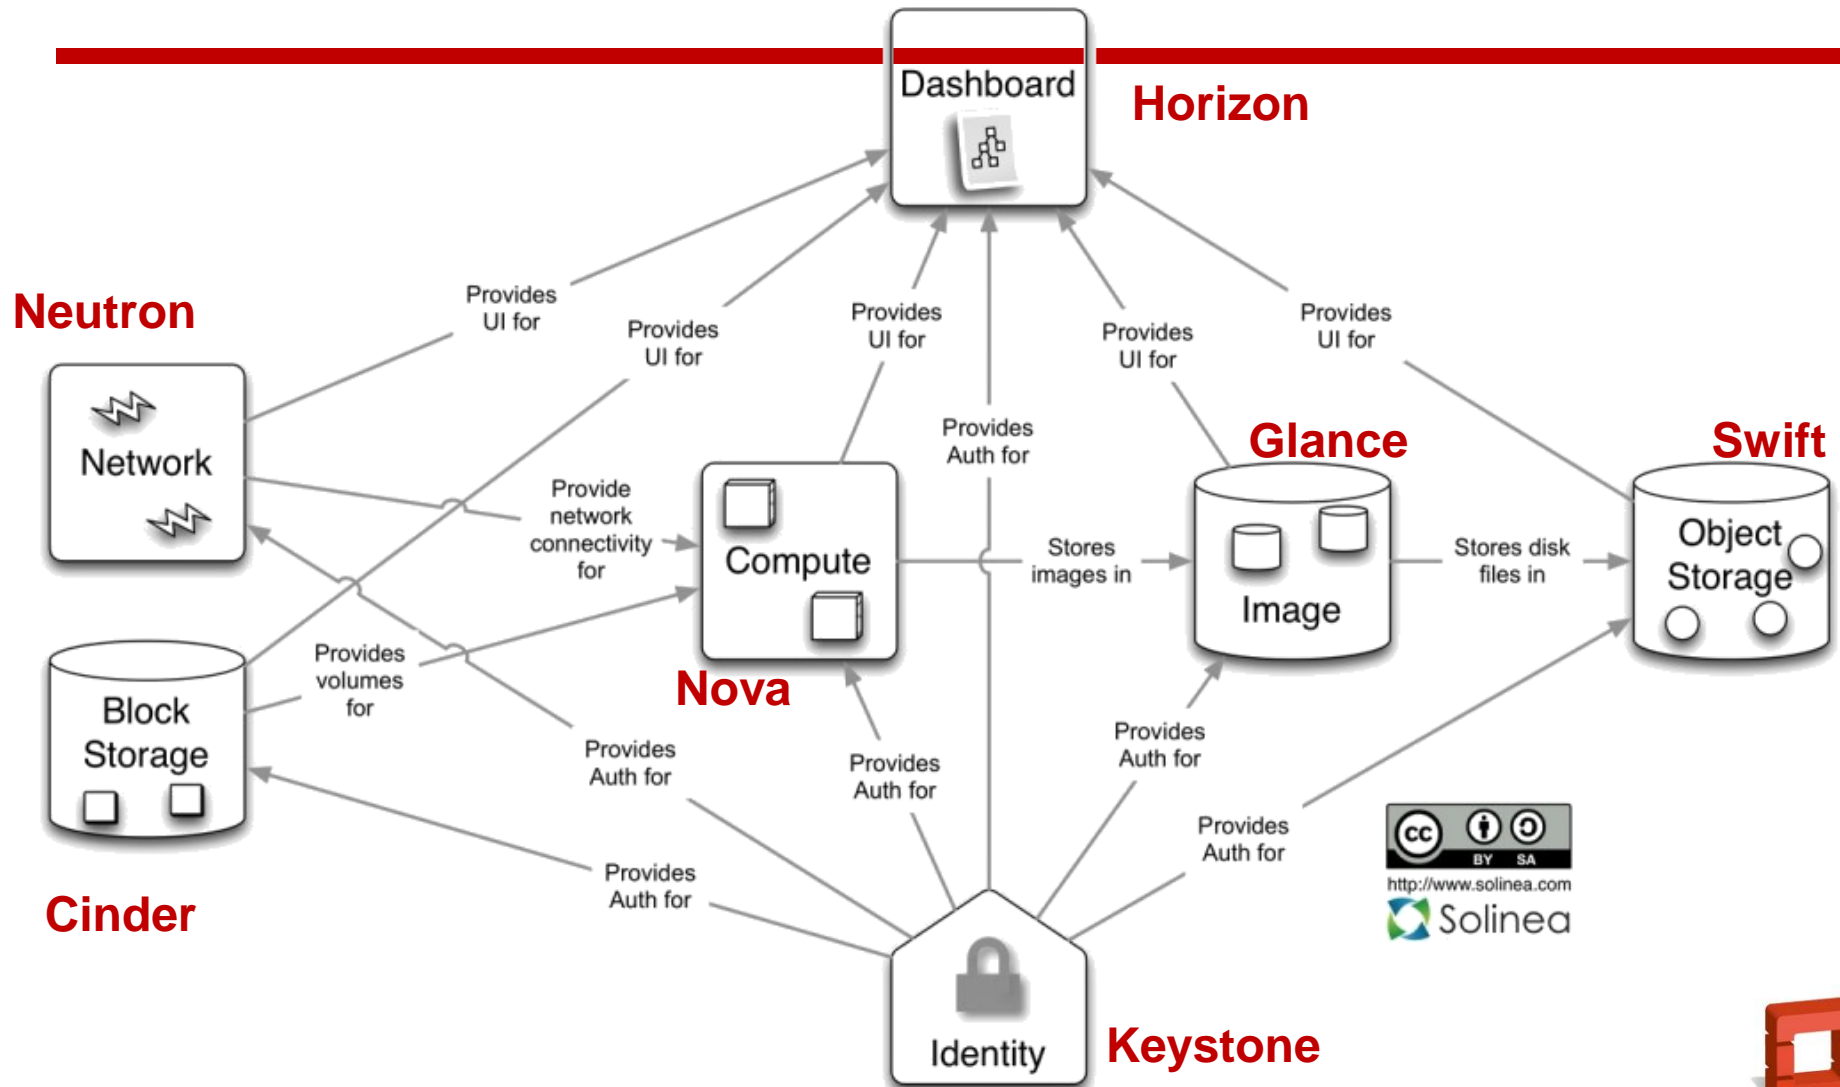 Dashboard
Horizon
Neutron
Provides
UI for
Provides
UI for
Provides
UI for
Provides
UI for
Provides
UI for
Network
Provide
network
connectivity
for
Provides
Auth for
Glance
Swift
Compute
Nova
Stores
images in
Image
Stores disk
files in
Object
Storage
Block
Storage
Cinder
Provides
volumes
for
Provides
Auth for
Provides
Auth for
Provides
Auth for
Provides
Auth for
Provides
Auth for
cc
BY SA
http://www.solinea.com
Solinea
Identity
Keystone